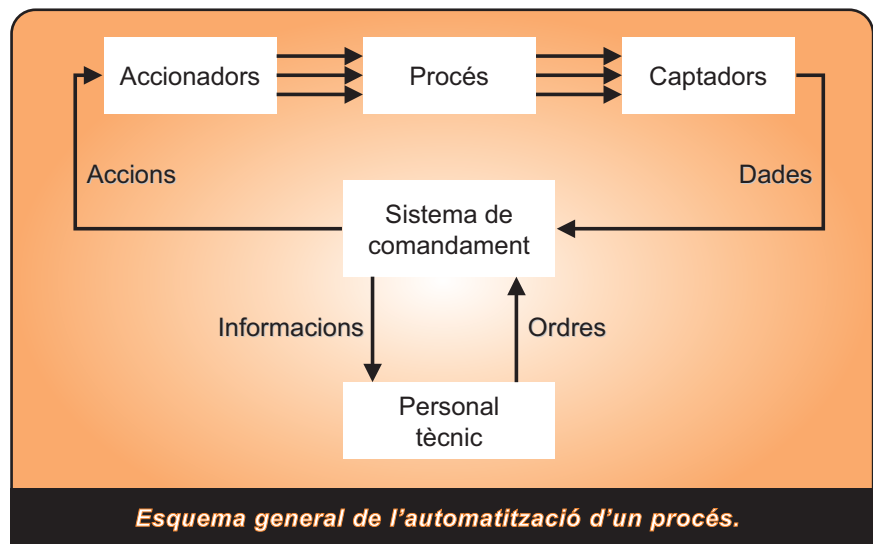 Accionadors
Procés
Captadors
Accions
Dades
Sistema de
comandament
Informacions
Ordres
Personal
tècnic
Esquema general de l'automatització d'un procés.